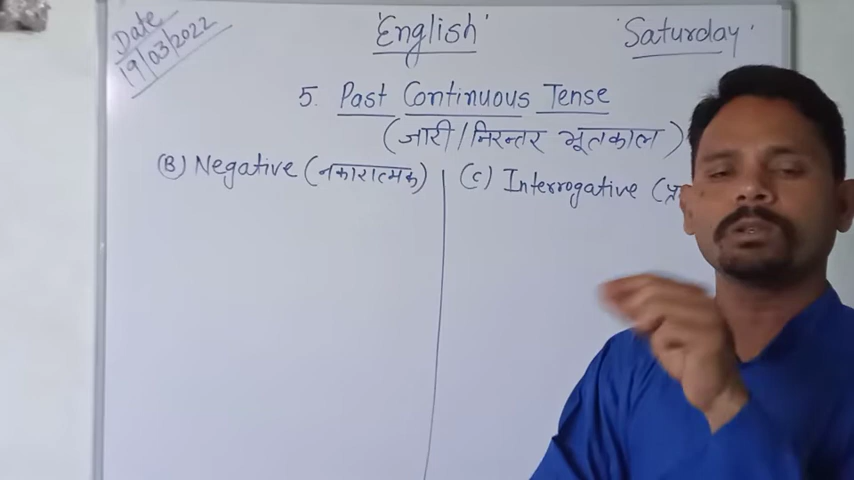 Date 'English' 'Saturday'
19/03/2022
5. Past Continuous Tense
(जारी/निरन्तर भूतकाल)
(B) Negative (नकारात्मक) (c) Interrogative